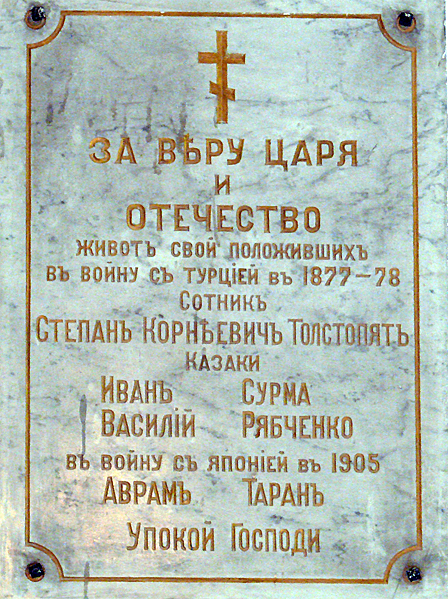 ЗА ВѢРУ ЦАРЯ
И
ОТЕЧЕСТВО
ЖИВОТЪ СВОЙ ПОЛОЖИВШИХЪ
ВЪ ВОЙНУ СЪ ТУРЦІЕЙ ВЪ 1877–78
СОТНИКЪ
СТЕПАНЪ КОРНѢЕВИЧЪ ТОЛСТОПЯТЪ
КАЗАКИ
ИВАНЪ СУРМА
ВАСИЛІЙ РЯБЧЕНКО
ВЪ ВОЙНУ СЪ ЯПОНІЕЙ ВЪ 1905
АВРАМЪ ТАРАНЪ
УПОКОЙ ГОСПОДИ